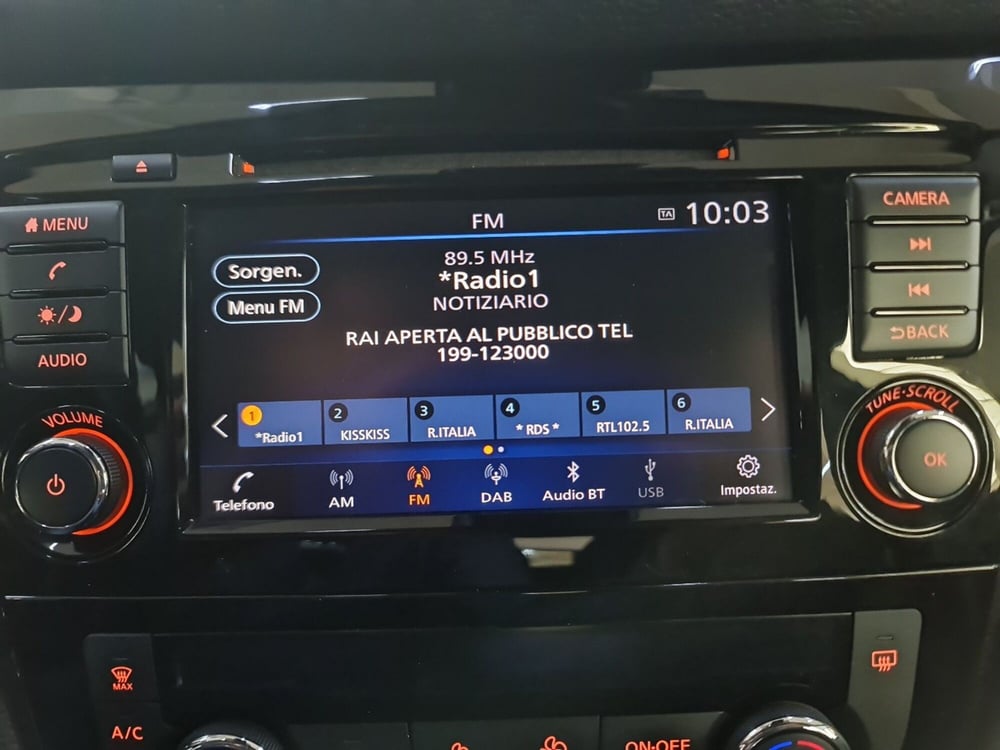 MENU
AUDIO
VOLUME
FM
TA 10:03
Sorgen.
Menu FM
89.5 MHz
*Radio1
NOTIZIARIO
RAI APERTA AL PUBBLICO TEL
199-123000
1 *Radio1
2 KISSKISS
3 R.ITALIA
4 * RDS *
5 RTL102.5
6 R.ITALIA
Telefono AM FM DAB Audio BT USB Impostaz.
CAMERA
BACK
TUNE·SCROLL
OK
MAX
A/C
ON·OFF